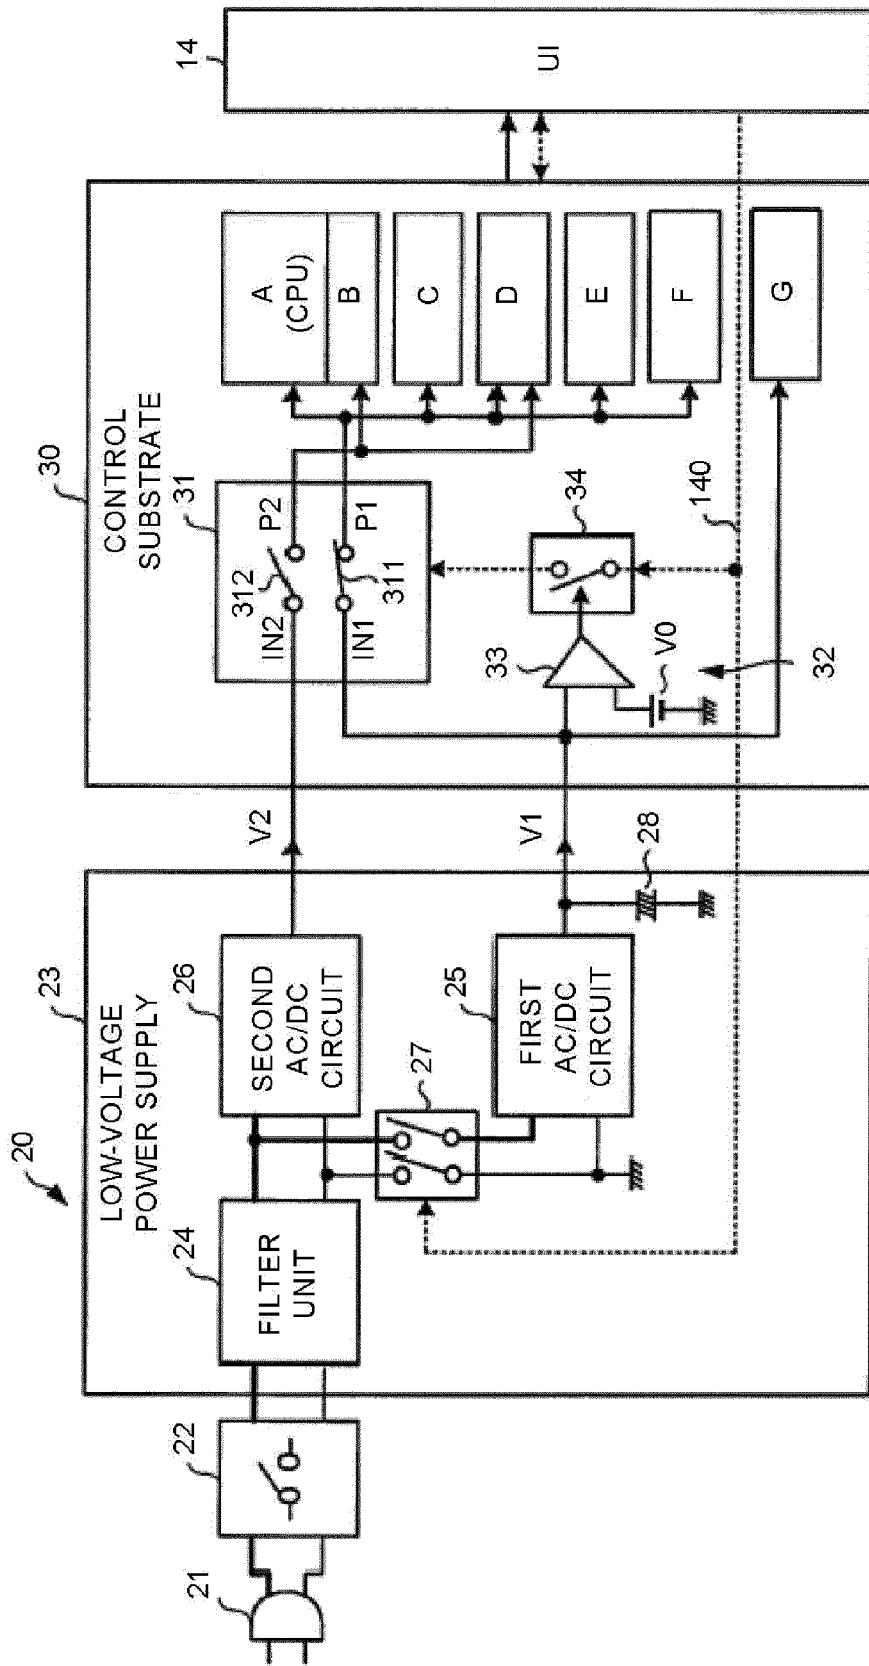 20
21
22
23
LOW-VOLTAGE
POWER SUPPLY
24
FILTER
UNIT
26
SECOND
AC/DC
CIRCUIT
27
25
FIRST
AC/DC
CIRCUIT
28
V2
V1
30
CONTROL
SUBSTRATE
31
IN2
312
P2
IN1
311
P1
33
34
V0
32
140
A
(CPU)
B
C
D
E
F
G
14
UI